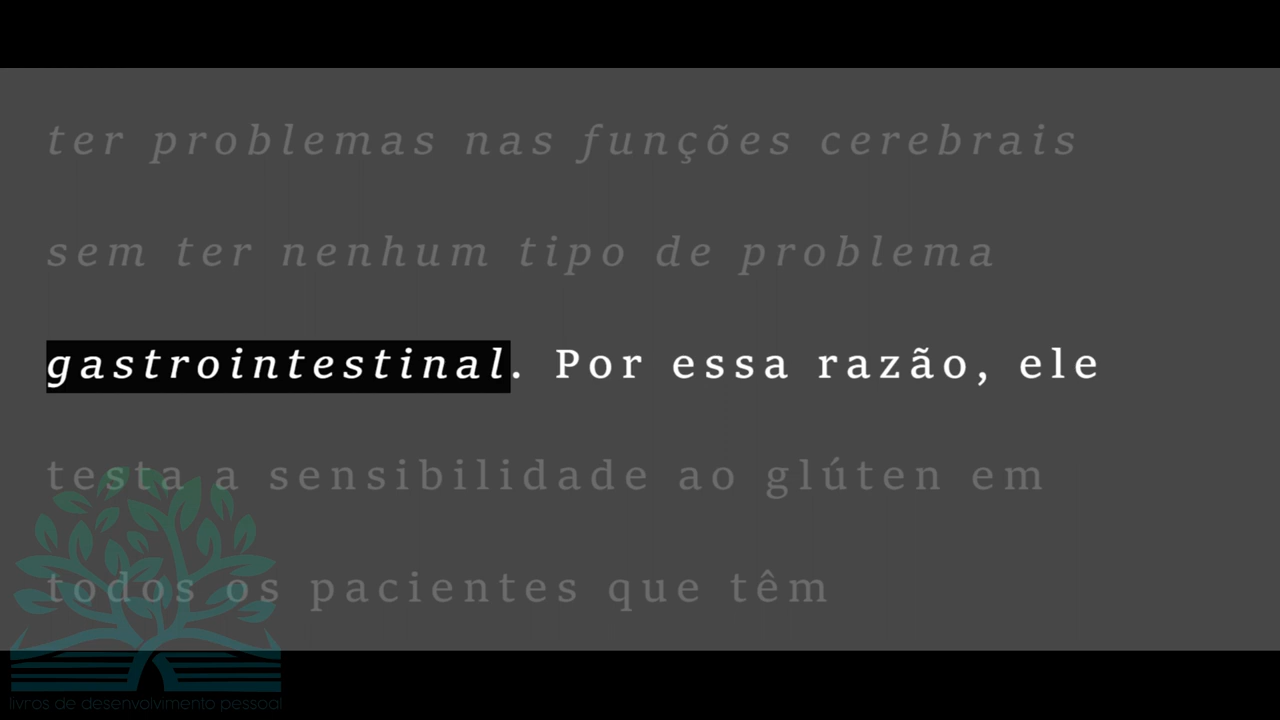 ter problemas nas funções cerebrais
sem ter nenhum tipo de problema
gastrointestinal. Por essa razão, ele
testa a sensibilidade ao glúten em
todos os pacientes que têm
livros de desenvolvimento pessoal